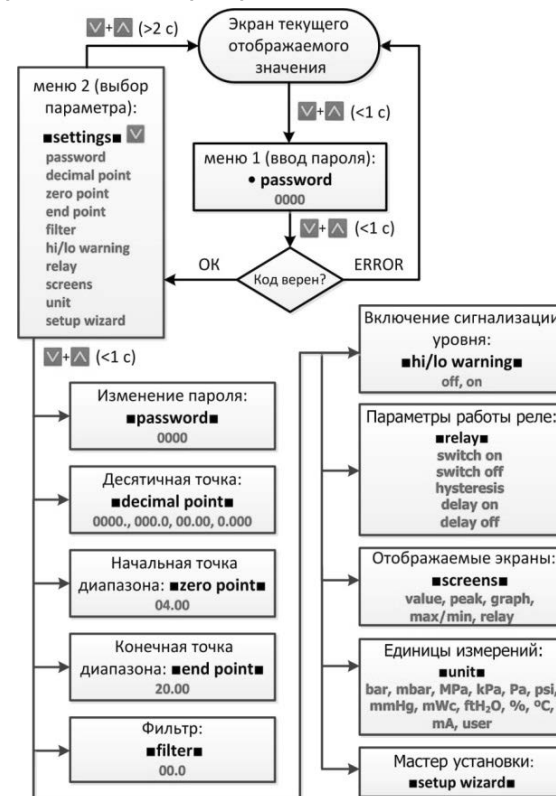 Экран текущего
отображаемого
значения
(>2 с)
(<1 с)
меню 1 (ввод пароля):
• password
0000
(<1 с)
Код верен?
OK
ERROR
меню 2 (выбор
параметра):
■settings■
password
decimal point
zero point
end point
filter
hi/lo warning
relay
screens
unit
setup wizard
(<1 с)
Изменение пароля:
■password■
0000
Десятичная точка:
■decimal point■
0000., 000.0, 00.00, 0.000
Начальная точка
диапазона: ■zero point■
04.00
Конечная точка
диапазона: ■end point■
20.00
Фильтр:
■filter■
00.0
Включение сигнализации
уровня:
■hi/lo warning■
off, on
Параметры работы реле:
■relay■
switch on
switch off
hysteresis
delay on
delay off
Отображаемые экраны:
■screens■
value, peak, graph,
max/min, relay
Единицы измерений:
■unit■
bar, mbar, MPa, kPa, Pa, psi,
mmHg, mWc, ftH₂O, %, ºC,
mA, user
Мастер установки:
■setup wizard■